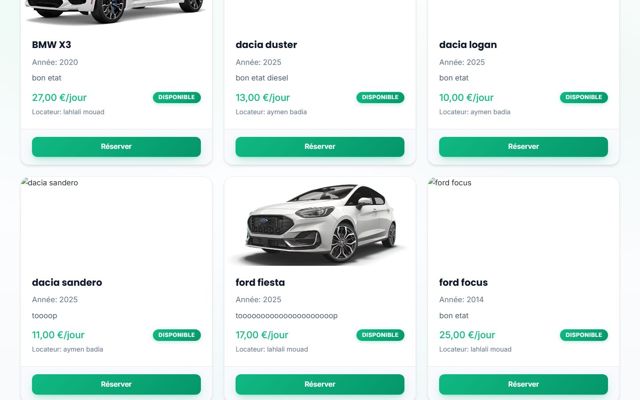 BMW X3
Année: 2020
bon etat
27,00 €/jour
DISPONIBLE
Locateur: lahlali mouad
Réserver
dacia duster
Année: 2025
bon etat diesel
13,00 €/jour
DISPONIBLE
Locateur: aymen badia
Réserver
dacia logan
Année: 2025
bon etat
10,00 €/jour
DISPONIBLE
Locateur: aymen badia
Réserver
dacia sandero
dacia sandero
Année: 2025
toooop
11,00 €/jour
DISPONIBLE
Locateur: aymen badia
Réserver
ford fiesta
Année: 2025
toooooooooooooooooooop
17,00 €/jour
DISPONIBLE
Locateur: lahlali mouad
Réserver
ford focus
ford focus
Année: 2014
bon etat
25,00 €/jour
DISPONIBLE
Locateur: lahlali mouad
Réserver